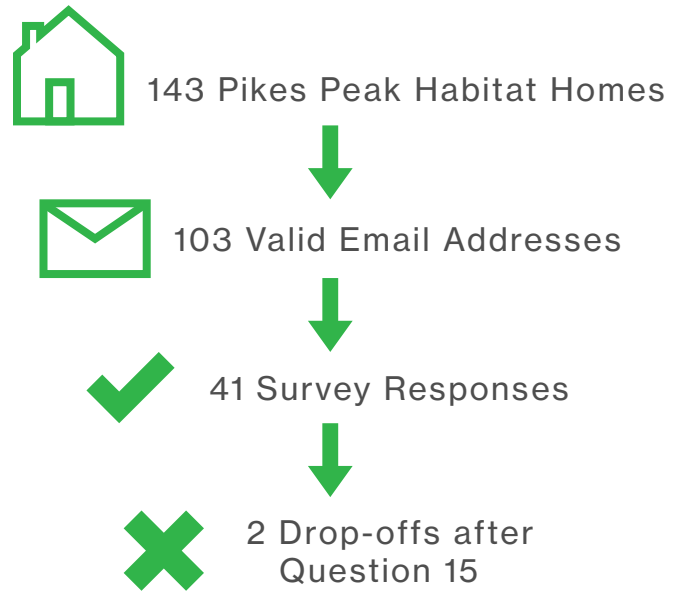 143 Pikes Peak Habitat Homes
103 Valid Email Addresses
41 Survey Responses
2 Drop-offs after
Question 15